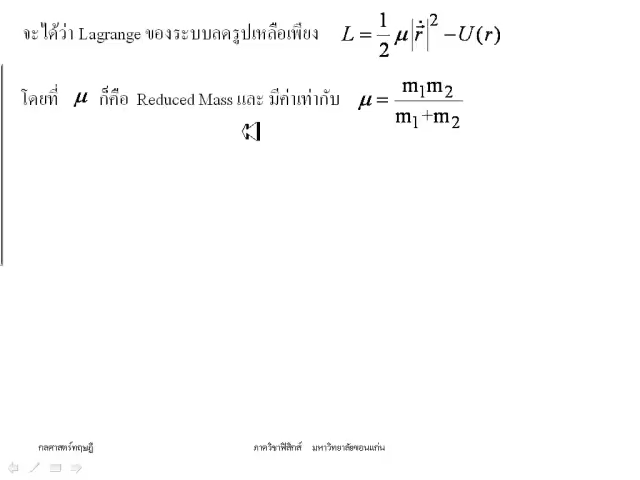 จะได้ว่า Lagrange ของระบบลดรูปเหลือเพียง L = 1/2 μ|r⃗̇|² − U(r)
โดยที่ μ ก็คือ Reduced Mass และ มีค่าเท่ากับ μ = m₁m₂/m₁+m₂
กลศาสตร์ทฤษฎี ภาควิชาฟิสิกส์ มหาวิทยาลัยขอนแก่น